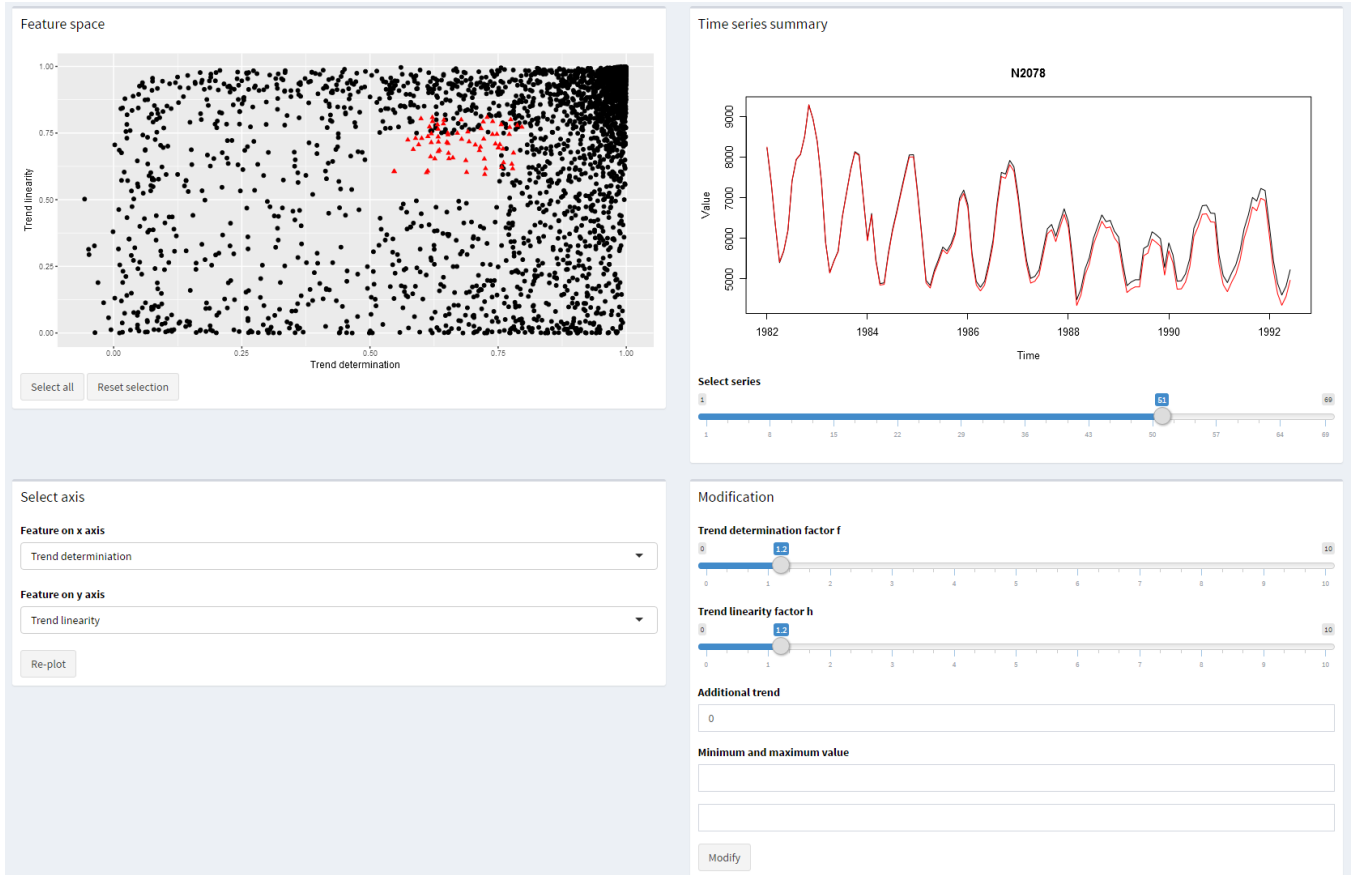 Feature space
1.00
0.75
0.50
0.25
0.00
Trend linearity
0.00 0.25 0.50 0.75 1.00
Trend determination
Select all Reset selection
Time series summary
N2078
9000
8000
7000
6000
5000
Value
1982 1984 1986 1988 1990 1992
Time
Select series
1 51 69
1 8 15 22 29 36 43 50 57 64 69
Select axis
Feature on x axis
Trend determiniation
Feature on y axis
Trend linearity
Re-plot
Modification
Trend determination factor f
0 1.2 10
0 1 2 3 4 5 6 7 8 9 10
Trend linearity factor h
0 1.2 10
0 1 2 3 4 5 6 7 8 9 10
Additional trend
0
Minimum and maximum value
Modify